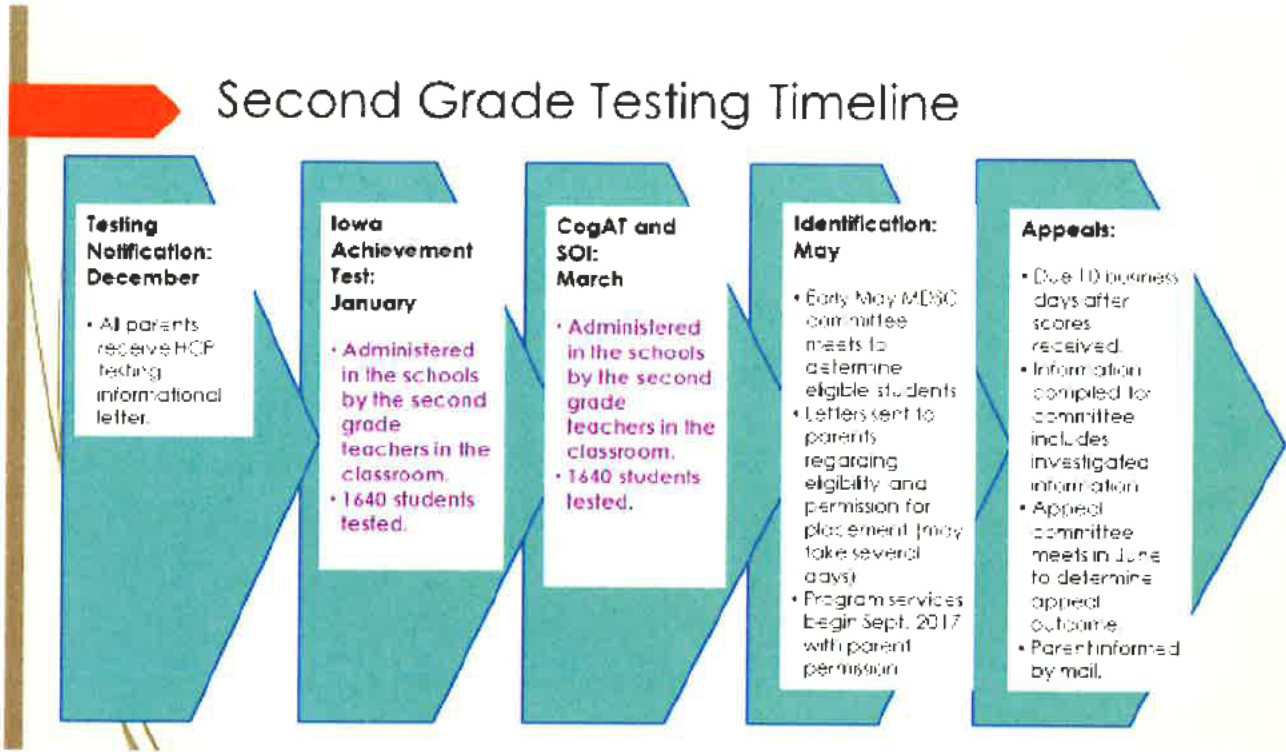 Second Grade Testing Timeline
Testing
Notification:
December
• All parents
receive HCP
testing
informational
letter.
Iowa
Achievement
Test:
January
• Administered
in the schools
by the second
grade
teachers in the
classroom.
• 1640 students
tested.
CogAT and
SOI:
March
• Administered
in the schools
by the second
grade
teachers in the
classroom.
• 1640 students
tested.
Identification:
May
• Early May MDSC
committee
meets to
determine
eligible students
• Letters sent to
parents
regarding
eligibility and
permission for
placement (may
take several
days)
• Program services
begin Sept. 2017
with parent
permission
Appeals:
• Due 10 business
days after
scores
received.
• Information
compiled for
committee
includes
investigated
information
• Appeal
committee
meets in June
to determine
appeal
outcome.
• Parent informed
by mail.